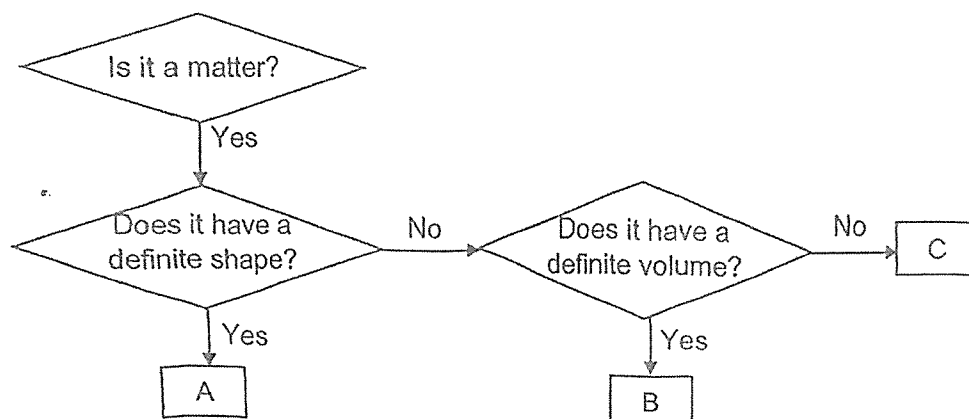 Is it a matter?
Yes
Does it have a
definite shape?
No
Does it have a
definite volume?
No
C
Yes
A
Yes
B